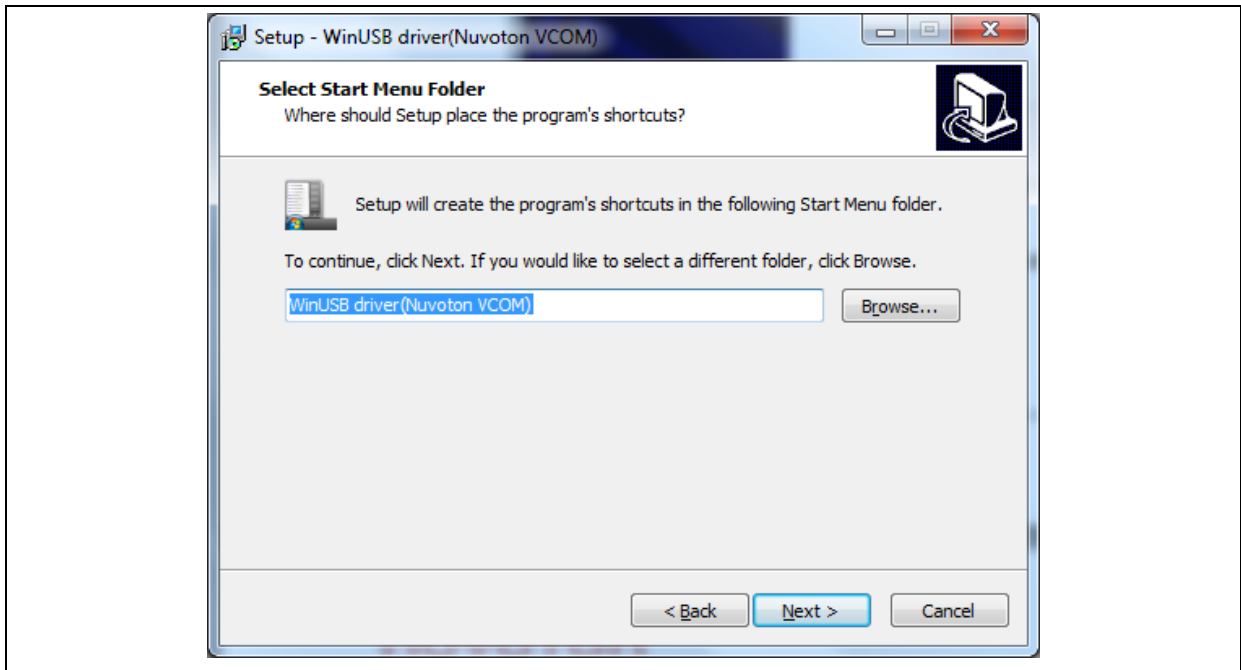 Setup - WinUSB driver(Nuvoton VCOM)
Select Start Menu Folder
Where should Setup place the program's shortcuts?
Setup will create the program's shortcuts in the following Start Menu folder.
To continue, click Next. If you would like to select a different folder, click Browse.
WinUSB driver(Nuvoton VCOM)
Browse...
< Back
Next >
Cancel